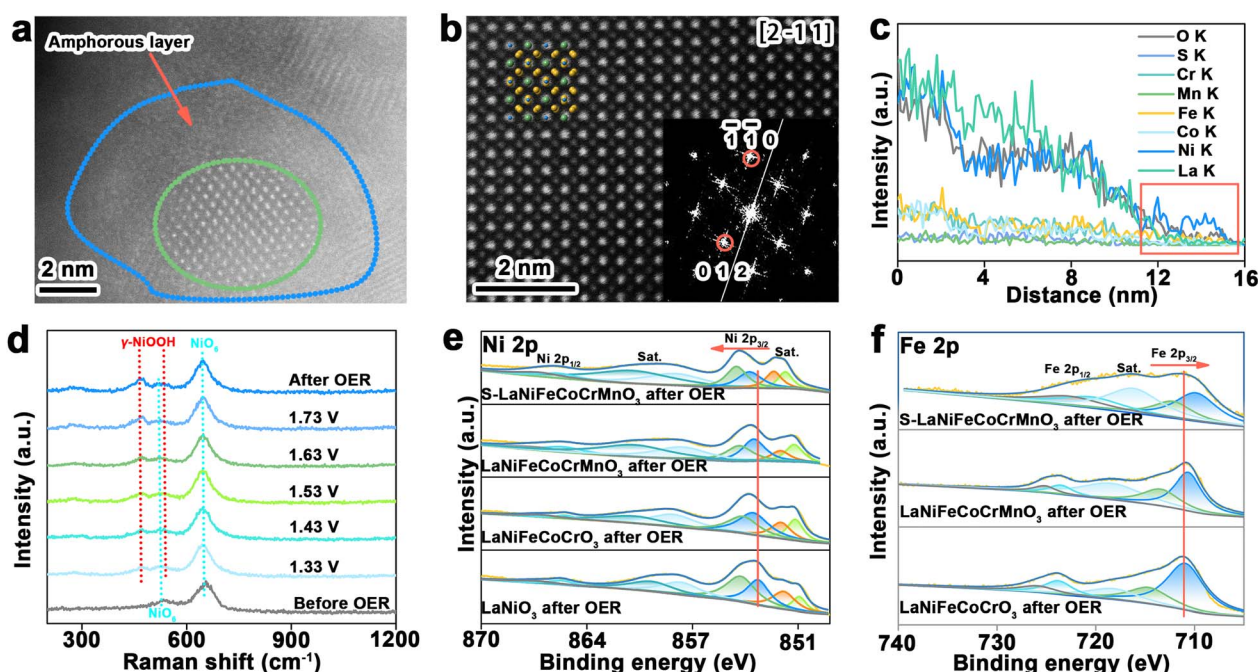 a
Amphorous layer
2 nm
b
[2-11]
1̅ 1̅ 0
0 1 2
2 nm
c
Intensity (a.u.)
O K
S K
Cr K
Mn K
Fe K
Co K
Ni K
La K
0 4 8 12 16
Distance (nm)
d
Intensity (a.u.)
γ-NiOOH
NiO₆
After OER
1.73 V
1.63 V
1.53 V
1.43 V
1.33 V
Before OER
NiO₆
300 600 900 1200
Raman shift (cm⁻¹)
e
Intensity (a.u.)
Ni 2p
Ni 2p₁/₂
Sat.
Ni 2p₃/₂
Sat.
S-LaNiFeCoCrMnO₃ after OER
LaNiFeCoCrMnO₃ after OER
LaNiFeCoCrO₃ after OER
LaNiO₃ after OER
870 864 857 851
Binding energy (eV)
f
Intensity (a.u.)
Fe 2p
Fe 2p₁/₂
Sat.
Fe 2p₃/₂
S-LaNiFeCoCrMnO₃ after OER
LaNiFeCoCrMnO₃ after OER
LaNiFeCoCrO₃ after OER
740 730 720 710
Binding energy (eV)